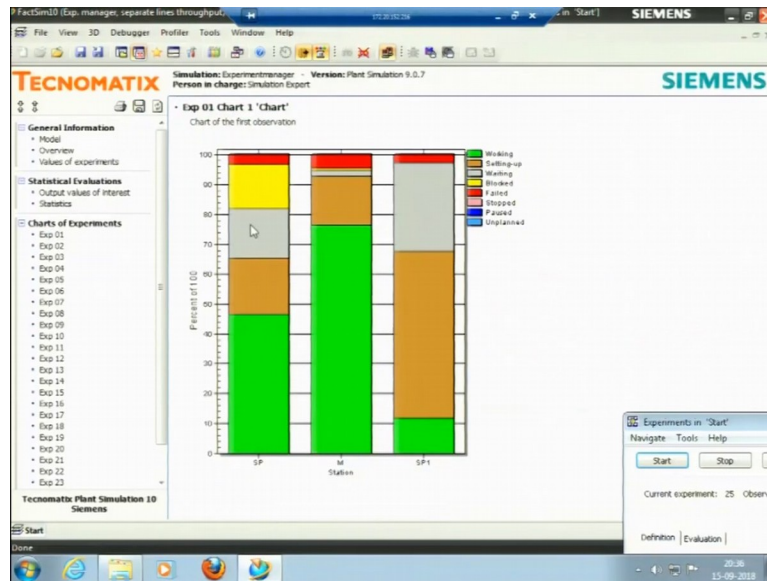 FactSim10 (Exp. manager, separate lines throughput,
172.20.152.216
in 'Start']
SIEMENS
File View 3D Debugger Profiler Tools Window Help
TECNOMATIX
Simulation: Experimentmanager - Version: Plant Simulation 9.0.7
Person in charge: Simulation Expert
SIEMENS
General Information
Model
Overview
Values of experiments
Statistical Evaluations
Output values of interest
Statistics
Charts of Experiments
Exp 01
Exp 02
Exp 03
Exp 04
Exp 05
Exp 06
Exp 07
Exp 08
Exp 09
Exp 10
Exp 11
Exp 12
Exp 13
Exp 14
Exp 15
Exp 16
Exp 17
Exp 18
Exp 19
Exp 20
Exp 21
Exp 22
Exp 23
Tecnomatix Plant Simulation 10
Siemens
Exp 01 Chart 1 'Chart'
Chart of the first observation
Percent of 100
100
90
80
70
60
50
40
30
20
10
0
SP M SP1
Station
Working
Setting-up
Waiting
Blocked
Failed
Stopped
Paused
Unplanned
Experiments in 'Start'
Navigate Tools Help
Start Stop
Current experiment: 25
Definition Evaluation
Start
Done
20:36
15-09-2018